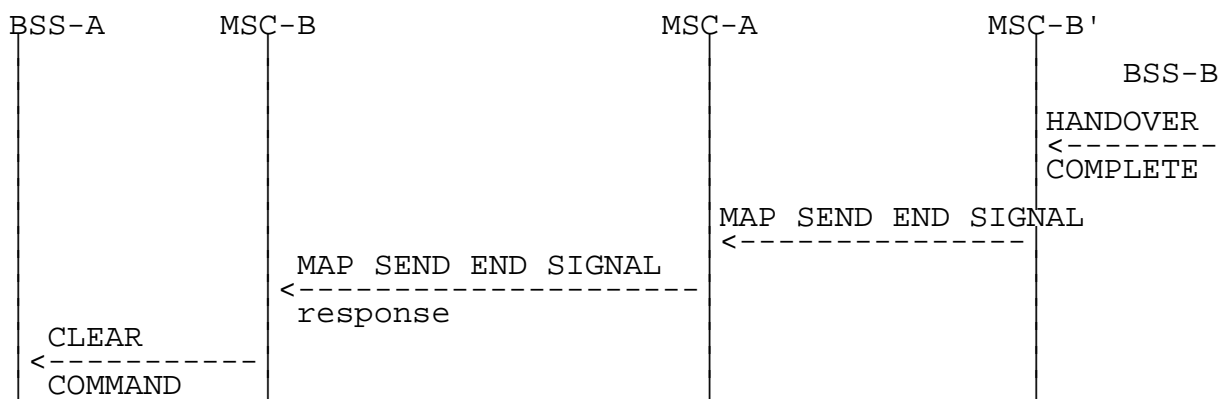 BSS-A MSC-B MSC-A MSC-B'
BSS-B
HANDOVER
COMPLETE
MAP SEND END SIGNAL
MAP SEND END SIGNAL
response
CLEAR
COMMAND